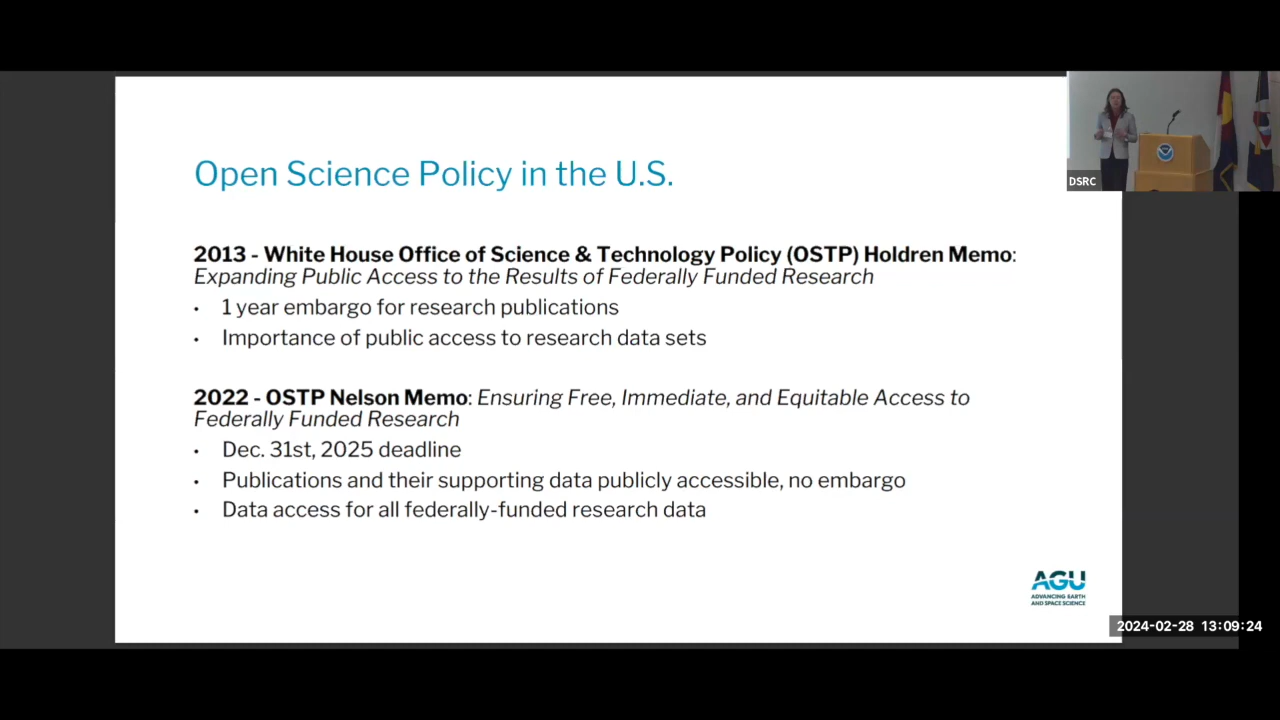 Open Science Policy in the U.S.
2013 - White House Office of Science & Technology Policy (OSTP) Holdren Memo:
Expanding Public Access to the Results of Federally Funded Research
• 1 year embargo for research publications
• Importance of public access to research data sets
2022 - OSTP Nelson Memo: Ensuring Free, Immediate, and Equitable Access to
Federally Funded Research
• Dec. 31st, 2025 deadline
• Publications and their supporting data publicly accessible, no embargo
• Data access for all federally-funded research data
AGU
ADVANCING EARTH
AND SPACE SCIENCE
DSRC
2024-02-28 13:09:24